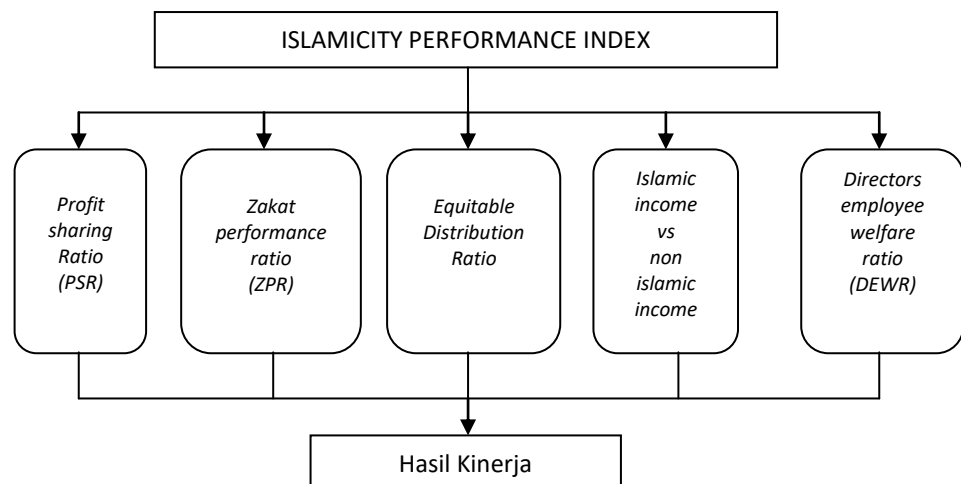 ISLAMICITY PERFORMANCE INDEX
Profit
sharing
Ratio
(PSR)
Zakat
performance
ratio
(ZPR)
Equitable
Distribution
Ratio
Islamic
income
vs
non
islamic
income
Directors
employee
welfare
ratio
(DEWR)
Hasil Kinerja